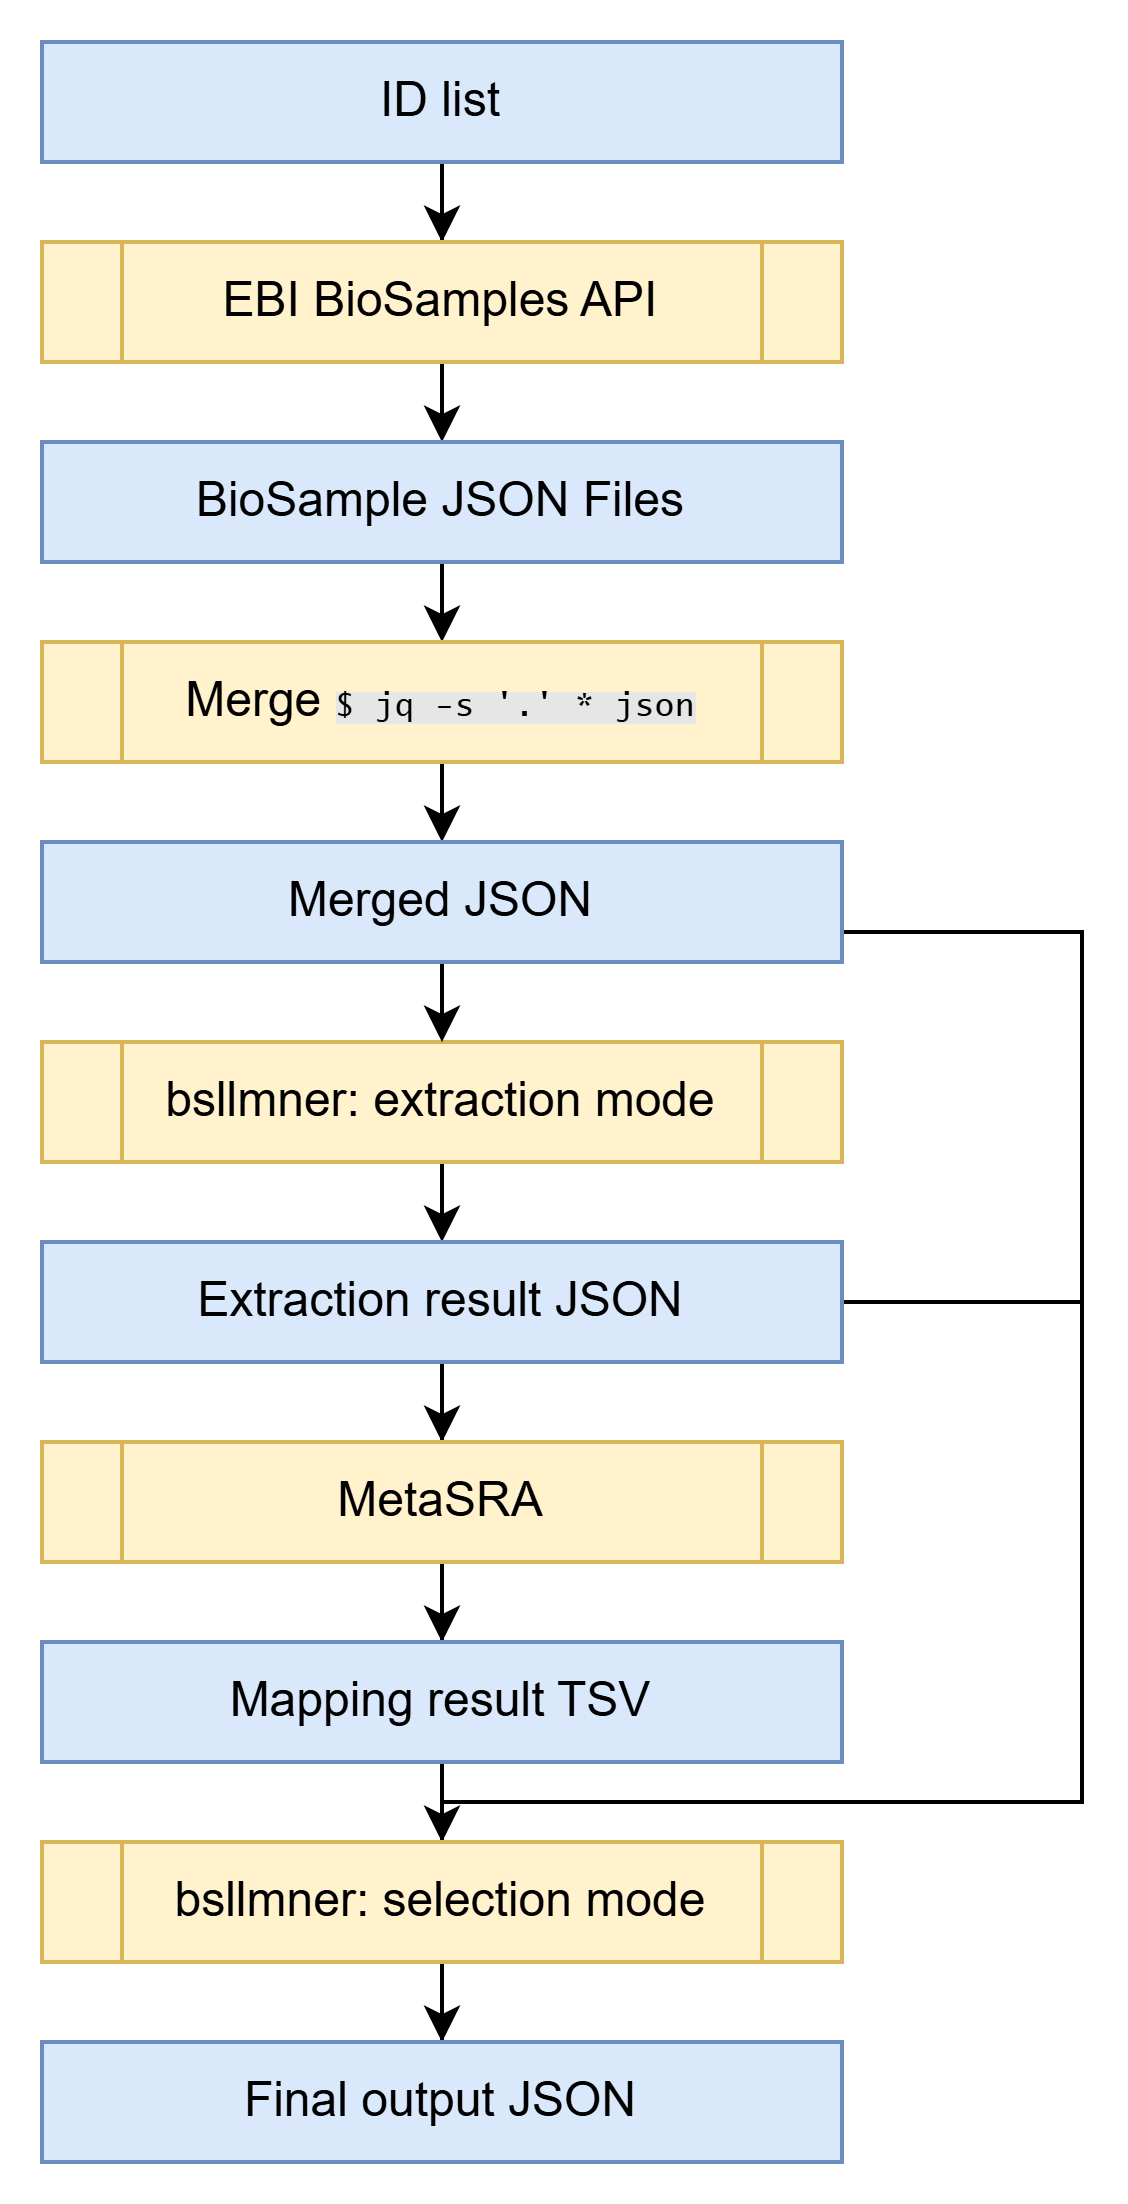 ID list
EBI BioSamples API
BioSample JSON Files
Merge $ jq -s '.' * json
Merged JSON
bsllmner: extraction mode
Extraction result JSON
MetaSRA
Mapping result TSV
bsllmner: selection mode
Final output JSON